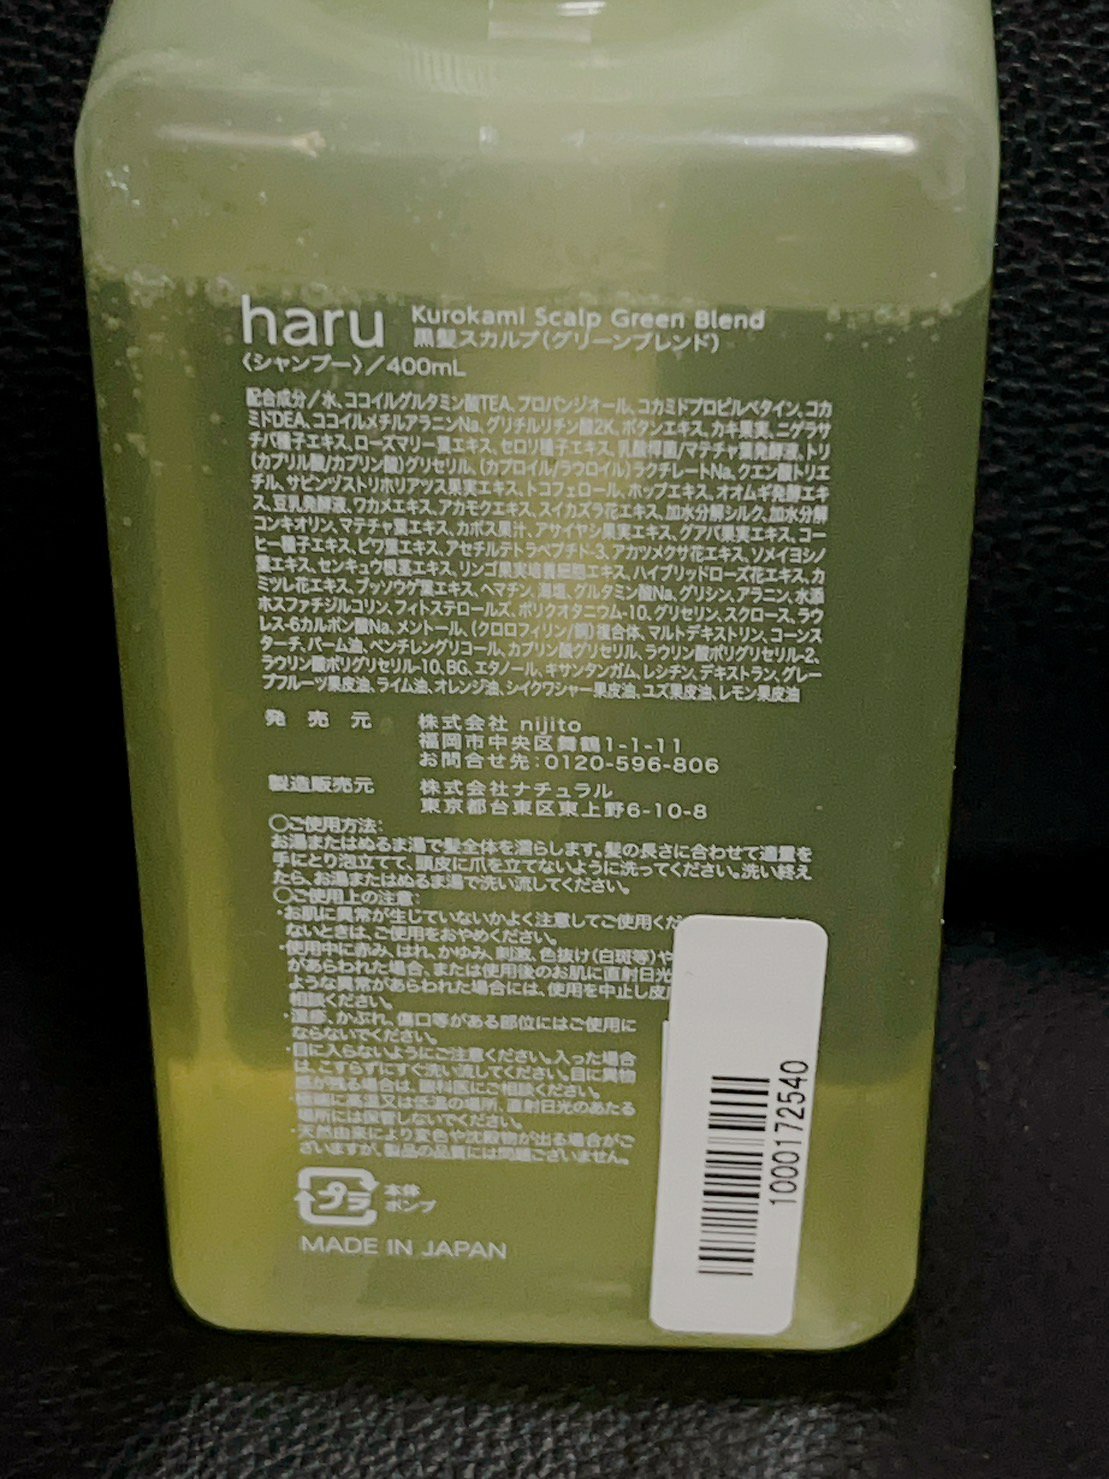 haru Kurokami Scalp Green Blend
黒髪スカルプ(グリーンブレンド)
〈シャンプー〉/400mL
配合成分/水、ココイルグルタミン酸TEA、プロパンジオール、コカミドプロピルベタイン、コカ
ミドDEA、ココイルメチルアラニンNa、グリチルリチン酸2K、ボタンエキス、カキ果実、ニゲラサ
チバ種子エキス、ローズマリー葉エキス、セロリ種子エキス、乳酸桿菌/マテチャ葉発酵液、トリ
(カプリル酸/カプリン酸)グリセリル、(カプロイル/ラウロイル)ラクチレートNa、クエン酸トリエ
チル、サピンヅストリホリアツス果実エキス、トコフェロール、ホップエキス、オオムギ発酵エキ
ス、豆乳発酵液、ワカメエキス、アカモクエキス、スイカズラ花エキス、加水分解シルク、加水分解
コンキオリン、マテチャ葉エキス、カボス果汁、アサイヤシ果実エキス、グアバ果実エキス、コー
ヒー種子エキス、ビワ葉エキス、アセチルテトラペプチド-3、アカツメクサ花エキス、ソメイヨシノ
葉エキス、センキュウ根茎エキス、リンゴ果実培養細胞エキス、ハイブリッドローズ花エキス、カ
ミツレ花エキス、ブッソウゲ葉エキス、ヘマチン、海塩、グルタミン酸Na、グリシン、アラニン、水添
ホスファチジルコリン、フィトステロールズ、ポリクオタニウム-10、グリセリン、スクロース、ラウ
レス-6カルボン酸Na、メントール、(クロロフィリン/銅)複合体、マルトデキストリン、コーンス
ターチ、パーム油、ペンチレングリコール、カプリン酸グリセリル、ラウリン酸ポリグリセリル-2、
ラウリン酸ポリグリセリル-10、BG、エタノール、キサンタンガム、レシチン、デキストラン、グレー
プフルーツ果皮油、ライム油、オレンジ油、シイクワシャー果皮油、ユズ果皮油、レモン果皮油
発売元 株式会社 nijito
福岡市中央区舞鶴1-1-11
お問合せ先:0120-596-806
製造販売元 株式会社ナチュラル
東京都台東区東上野6-10-8
○ご使用方法:
お湯またはぬるま湯で髪全体を濡らします。髪の長さに合わせて適量を
手にとり泡立てて、頭皮に爪を立てないように洗ってください。洗い終え
たら、お湯またはぬるま湯で洗い流してください。
○ご使用上の注意:
・お肌に異常が生じていないかよく注意してご使用くだ
ないときは、ご使用をおやめください。
・使用中に赤み、はれ、かゆみ、刺激、色抜け(白斑等)や
があらわれた場合、または使用後のお肌に直射日光
ような異常があらわれた場合には、使用を中止し皮
相談ください。
・湿疹、かぶれ、傷口等がある部位にはご使用に
ならないでください。
・目に入らないようにご注意ください。入った場合
は、こすらずにすぐ洗い流してください。目に異物
感が残る場合は、眼科医にご相談ください。
・極端に高温又は低温の場所、直射日光のあたる
場所には保管しないでください。
・天然由来により変色や沈殿物が出る場合がご
ざいますが、製品の品質には問題ございません。
プラ 本体
ポンプ
MADE IN JAPAN
1000172540